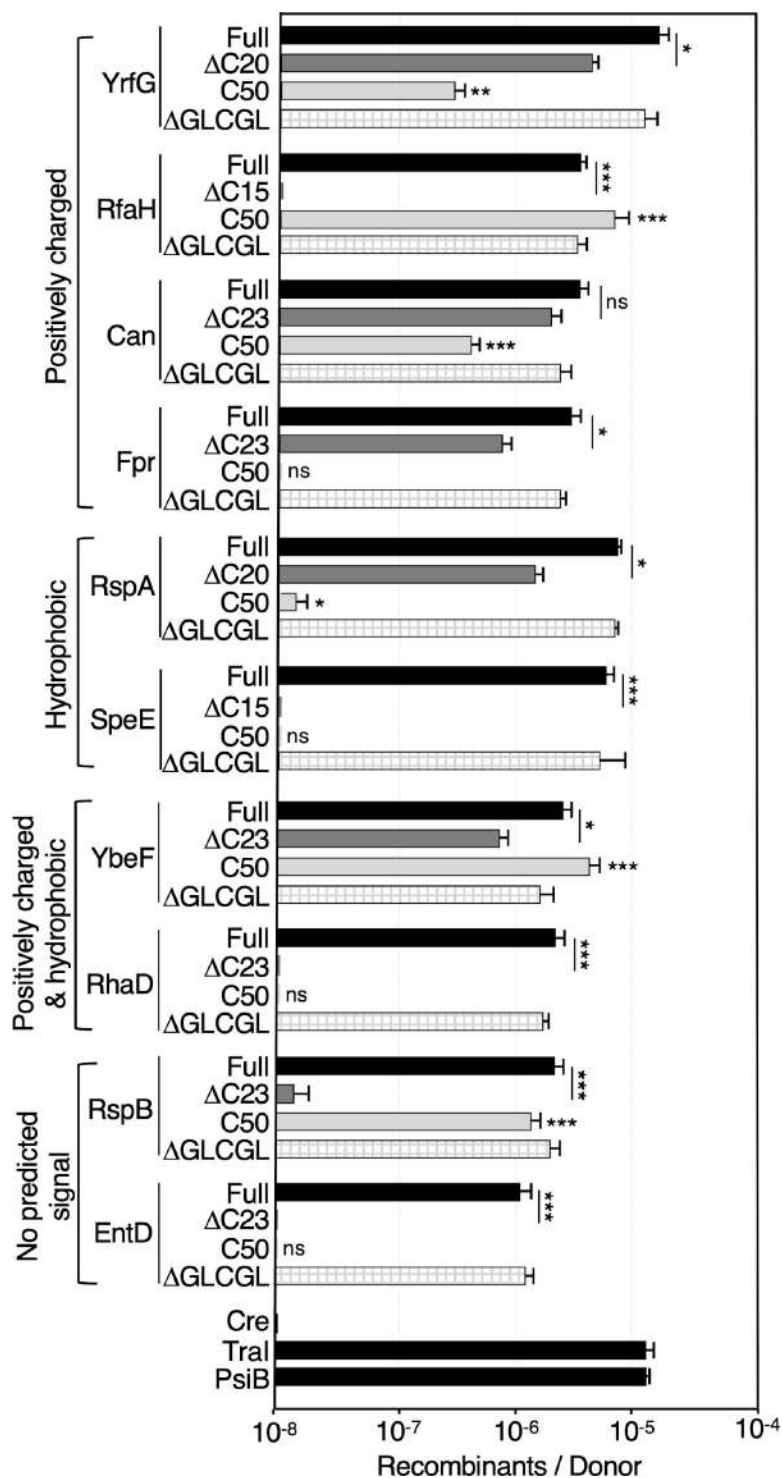 Positively charged
YrfG
Full
ΔC20
C50
ΔGLCGL
*
**
RfaH
Full
ΔC15
C50
ΔGLCGL
***
***
Can
Full
ΔC23
C50
ΔGLCGL
ns
***
Fpr
Full
ΔC23
C50
ΔGLCGL
*
ns
Hydrophobic
RspA
Full
ΔC20
C50
ΔGLCGL
*
*
SpeE
Full
ΔC15
C50
ΔGLCGL
***
ns
Positively charged
& hydrophobic
YbeF
Full
ΔC23
C50
ΔGLCGL
*
***
RhaD
Full
ΔC23
C50
ΔGLCGL
***
ns
No predicted
signal
RspB
Full
ΔC23
C50
ΔGLCGL
***
***
EntD
Full
ΔC23
C50
ΔGLCGL
***
ns
Cre
TraI
PsiB
10⁻⁸ 10⁻⁷ 10⁻⁶ 10⁻⁵ 10⁻⁴
Recombinants / Donor